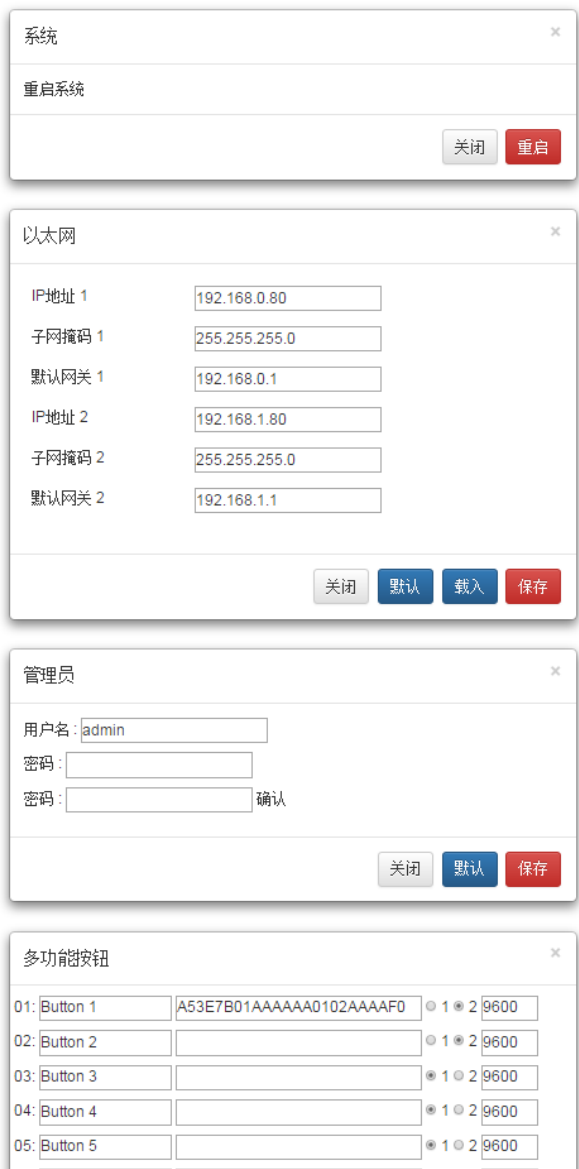 系统 ×
重启系统
关闭 重启
以太网 ×
IP地址 1 192.168.0.80
子网掩码 1 255.255.255.0
默认网关 1 192.168.0.1
IP地址 2 192.168.1.80
子网掩码 2 255.255.255.0
默认网关 2 192.168.1.1
关闭 默认 载入 保存
管理员 ×
用户名 : admin
密码 :
密码 : 确认
关闭 默认 保存
多功能按钮 ×
01: Button 1 A53E7B01AAAAAA0102AAAAF0 1 2 9600
02: Button 2 1 2 9600
03: Button 3 1 2 9600
04: Button 4 1 2 9600
05: Button 5 1 2 9600